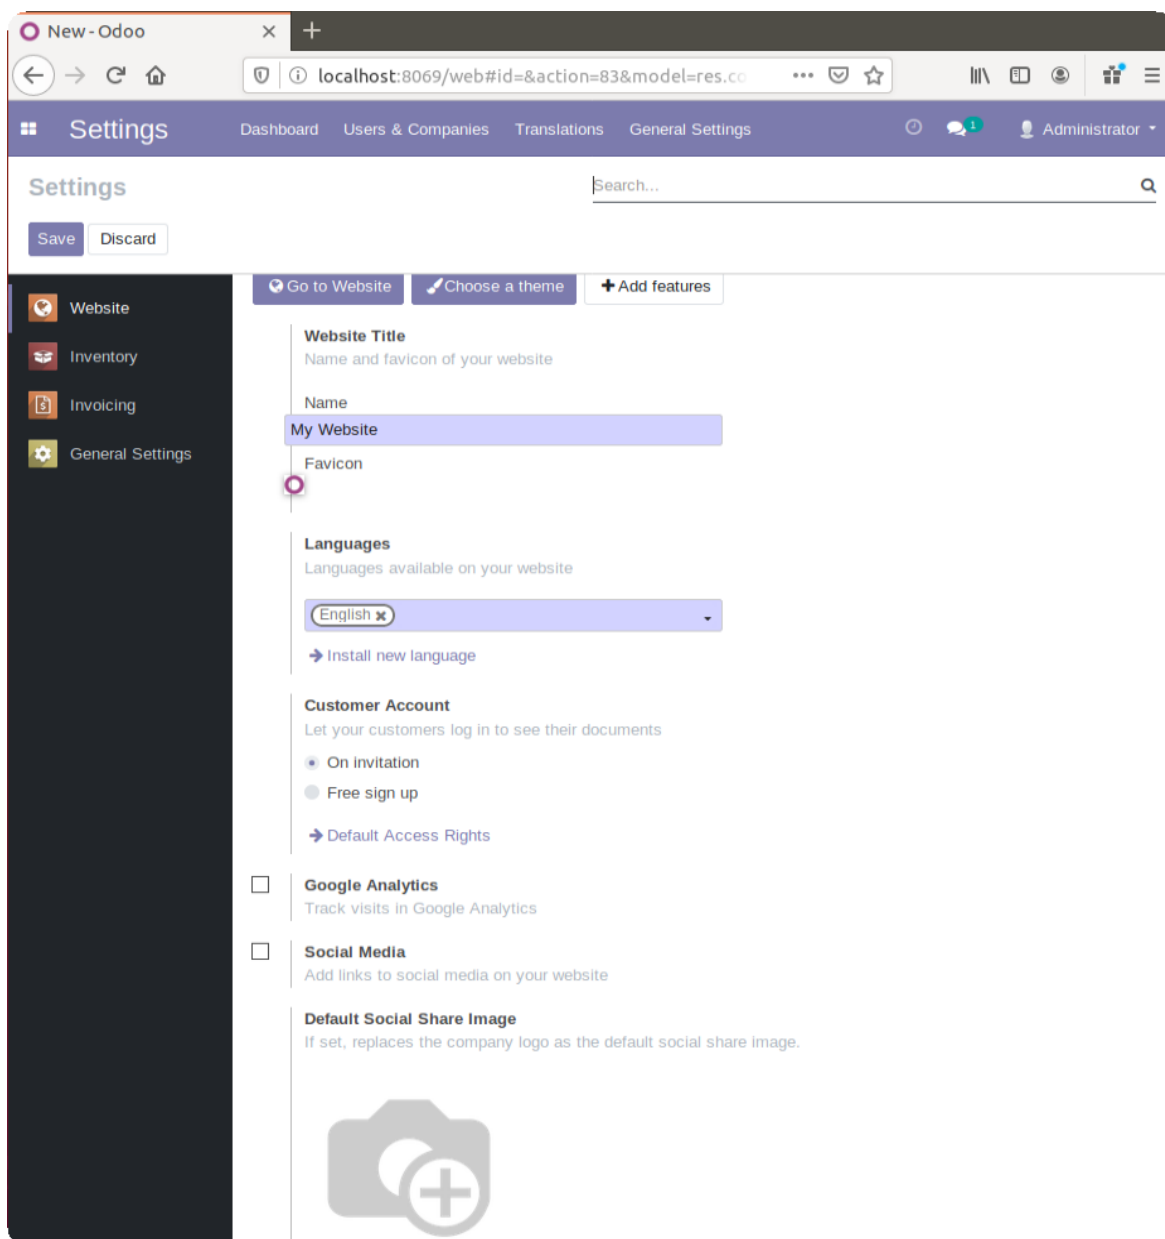 New - Odoo
localhost:8069/web#id=&action=83&model=res.co
Settings Dashboard Users & Companies Translations General Settings 1 Administrator
Settings Search...
Save Discard
Website
Inventory
Invoicing
General Settings
Go to Website Choose a theme Add features
Website Title
Name and favicon of your website
Name
My Website
Favicon
Languages
Languages available on your website
English
Install new language
Customer Account
Let your customers log in to see their documents
On invitation
Free sign up
Default Access Rights
Google Analytics
Track visits in Google Analytics
Social Media
Add links to social media on your website
Default Social Share Image
If set, replaces the company logo as the default social share image.